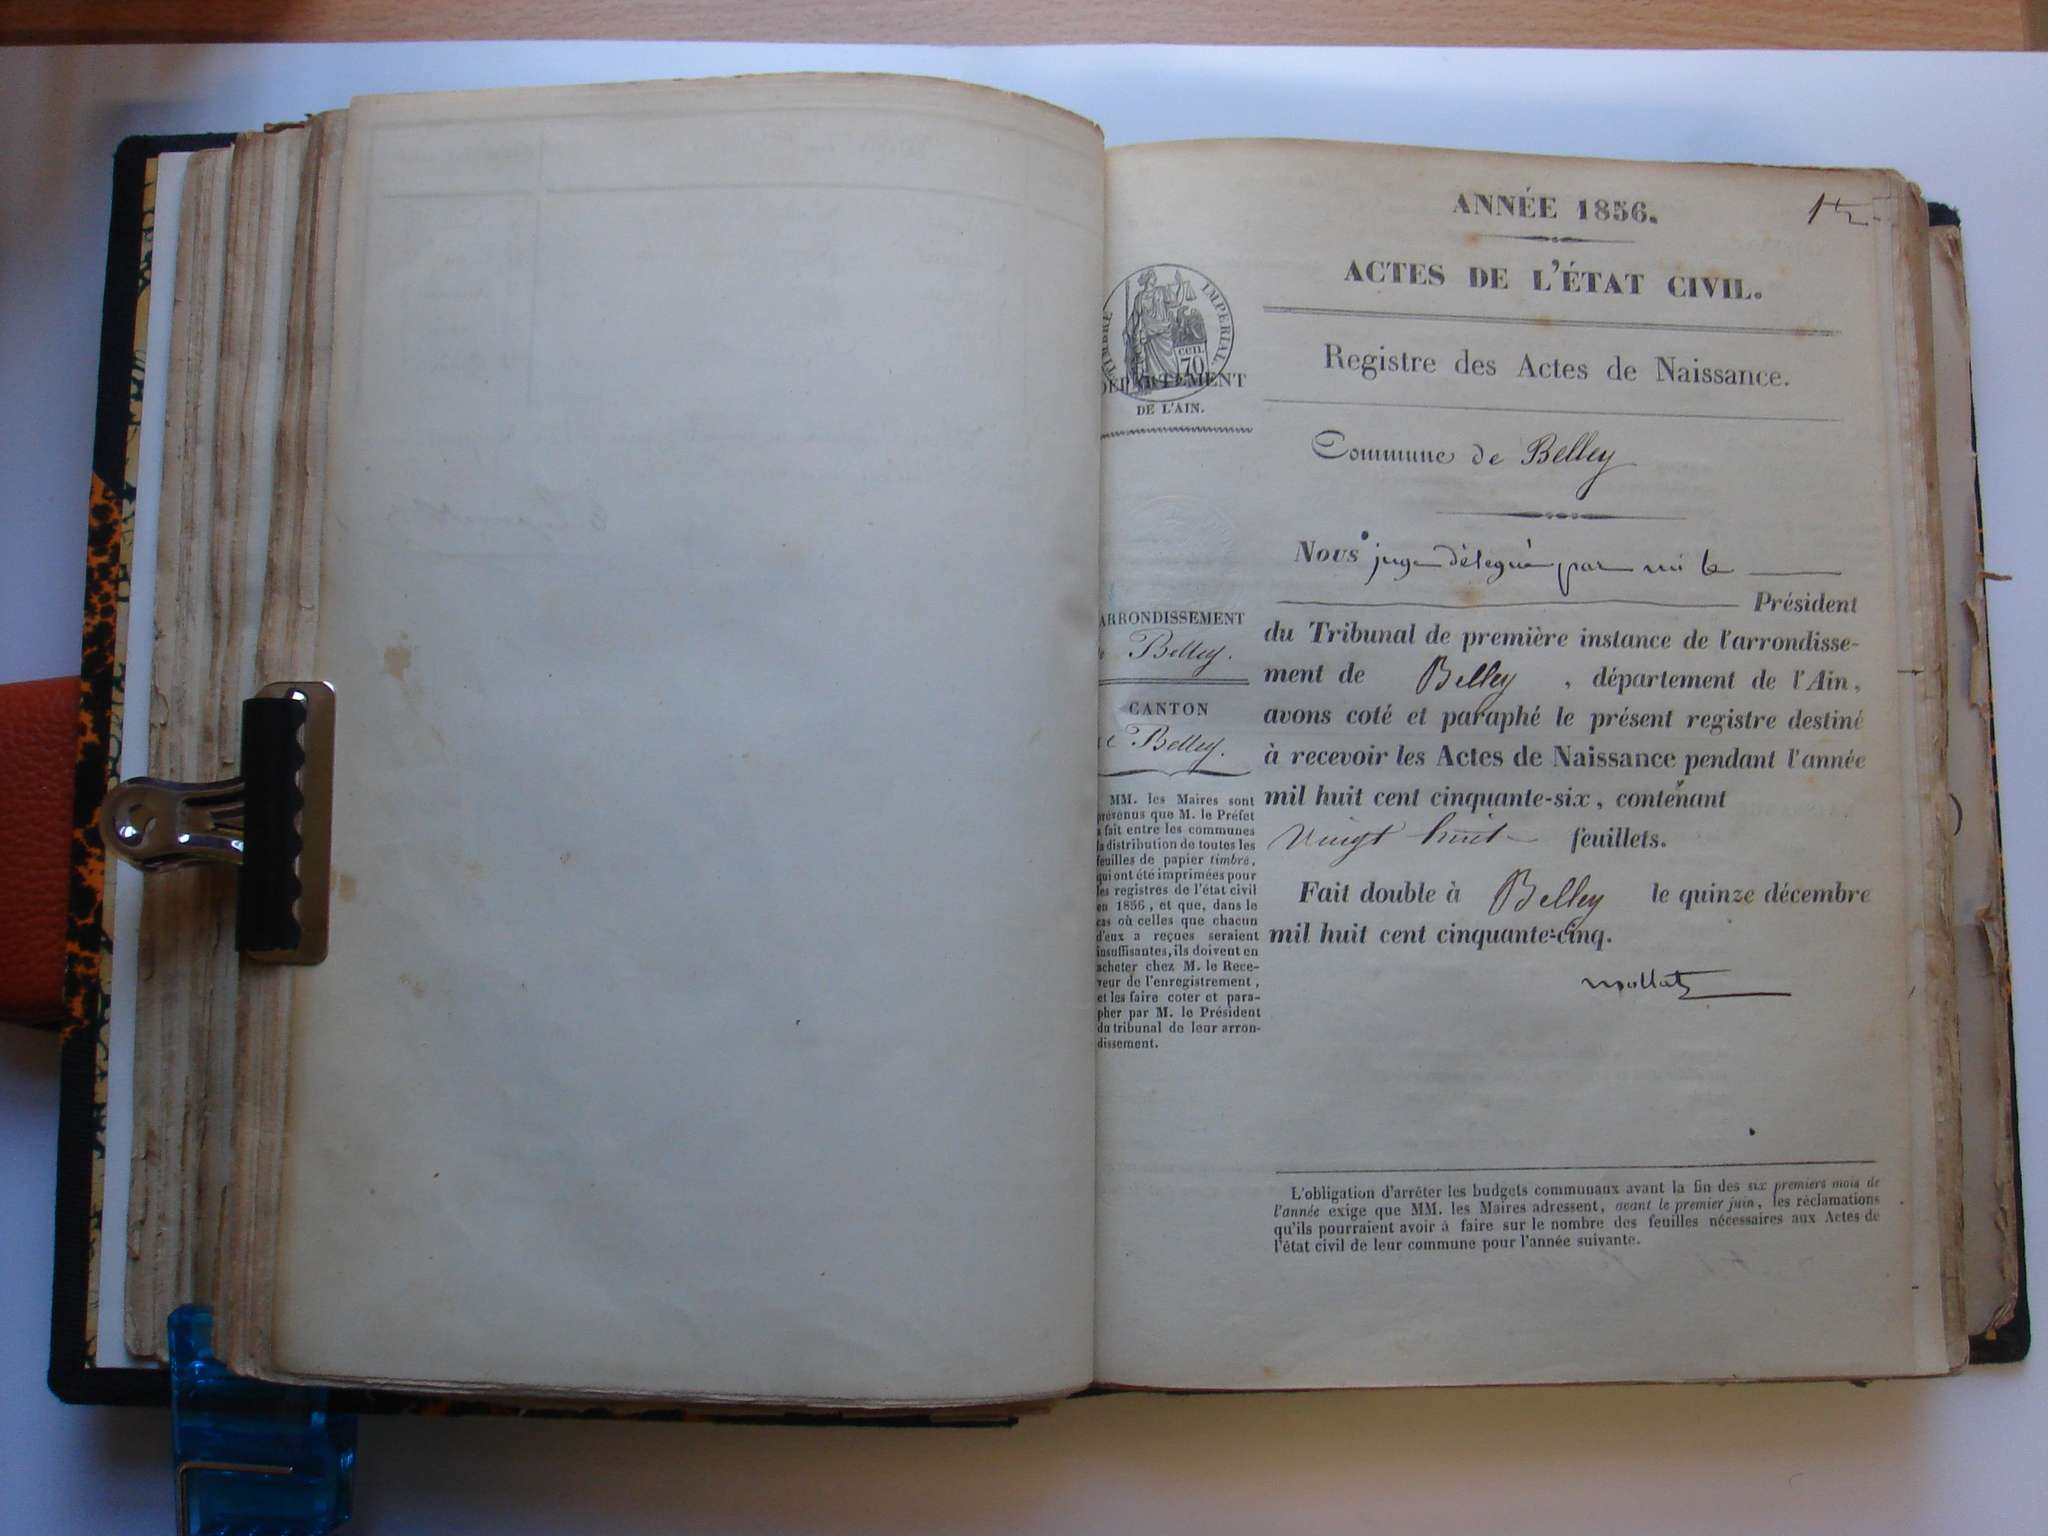 ANNÉE 1856.
ACTES DE L'ÉTAT CIVIL.
TIMBRE IMPERIAL
CEN. 70
DÉPARTEMENT
DE L'AIN.
Registre des Actes de Naissance.
Commune de Belley
ARRONDISSEMENT
de Belley.
CANTON
de Belley.
MM. les Maires sont
prévenus que M. le Préfet
a fait entre les communes
la distribution de toutes les
feuilles de papier timbré,
qui ont été imprimées pour
les registres de l'état civil
en 1856, et que, dans le
cas où celles que chacun
d'eux a reçues seraient
insuffisantes, ils doivent en
acheter chez M. le Rece-
veur de l'enregistrement,
et les faire coter et para-
pher par M. le Président
du tribunal de leur arron-
dissement.
Nous juge délégué par mr le
Président
du Tribunal de première instance de l'arrondisse-
ment de Belley, département de l'Ain,
avons coté et paraphé le présent registre destiné
à recevoir les Actes de Naissance pendant l'année
mil huit cent cinquante-six, contenant
vingt huit feuillets.
Fait double à Belley le quinze décembre
mil huit cent cinquante-cinq.
L'obligation d'arrêter les budgets communaux avant la fin des six premiers mois de
l'année exige que MM. les Maires adressent, avant le premier juin, les réclamations
qu'ils pourraient avoir à faire sur le nombre des feuilles nécessaires aux Actes de
l'état civil de leur commune pour l'année suivante.